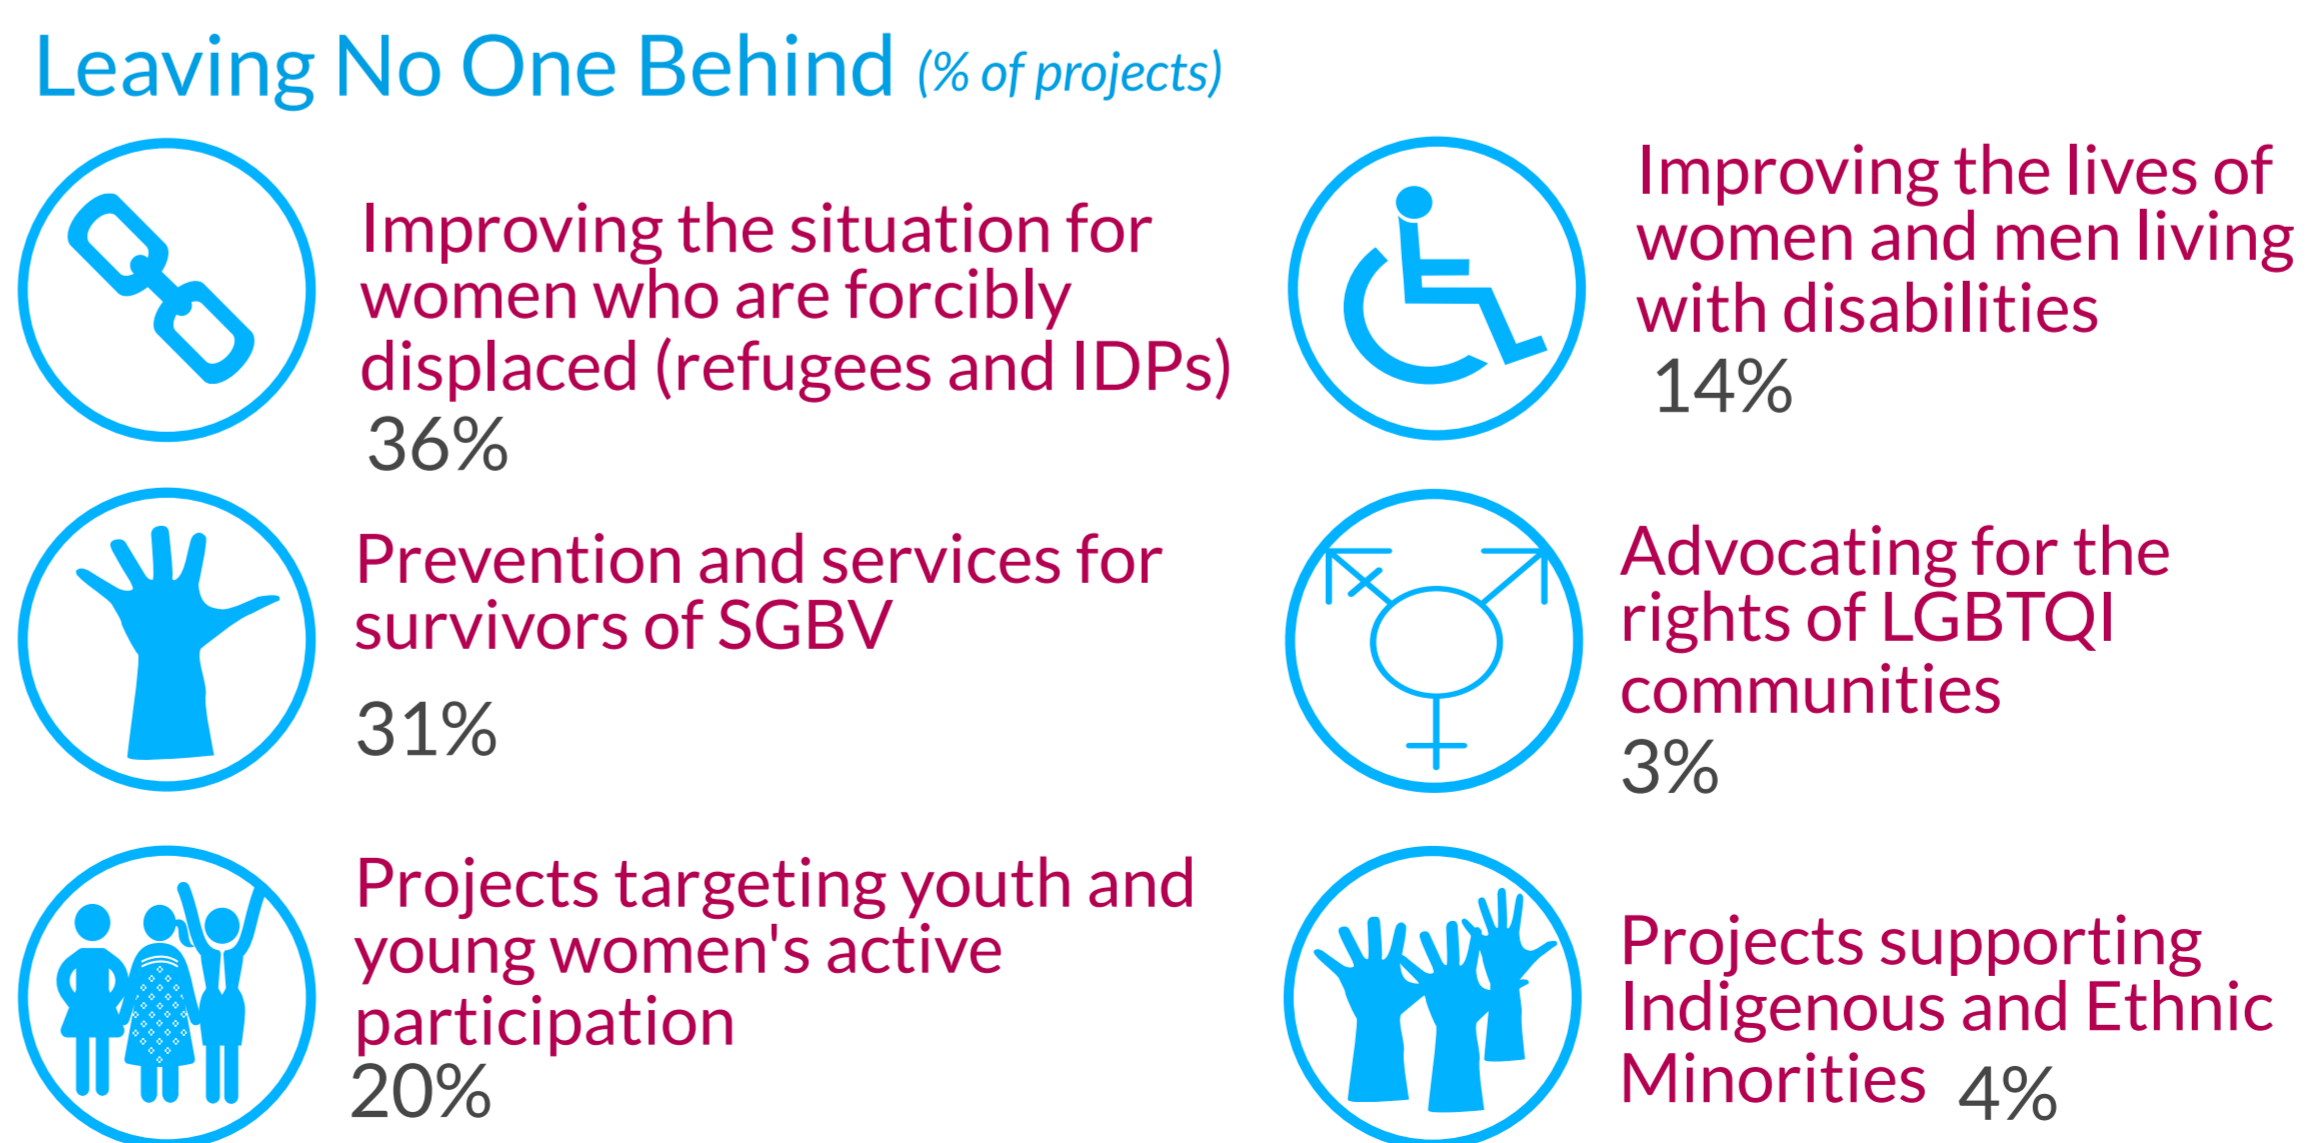 Leaving No One Behind (% of projects)
Improving the situation for
women who are forcibly
displaced (refugees and IDPs)
36%
Prevention and services for
survivors of SGBV
31%
Projects targeting youth and
young women's active
participation
20%
Improving the lives of
women and men living
with disabilities
14%
Advocating for the
rights of LGBTQI
communities
3%
Projects supporting
Indigenous and Ethnic
Minorities 4%